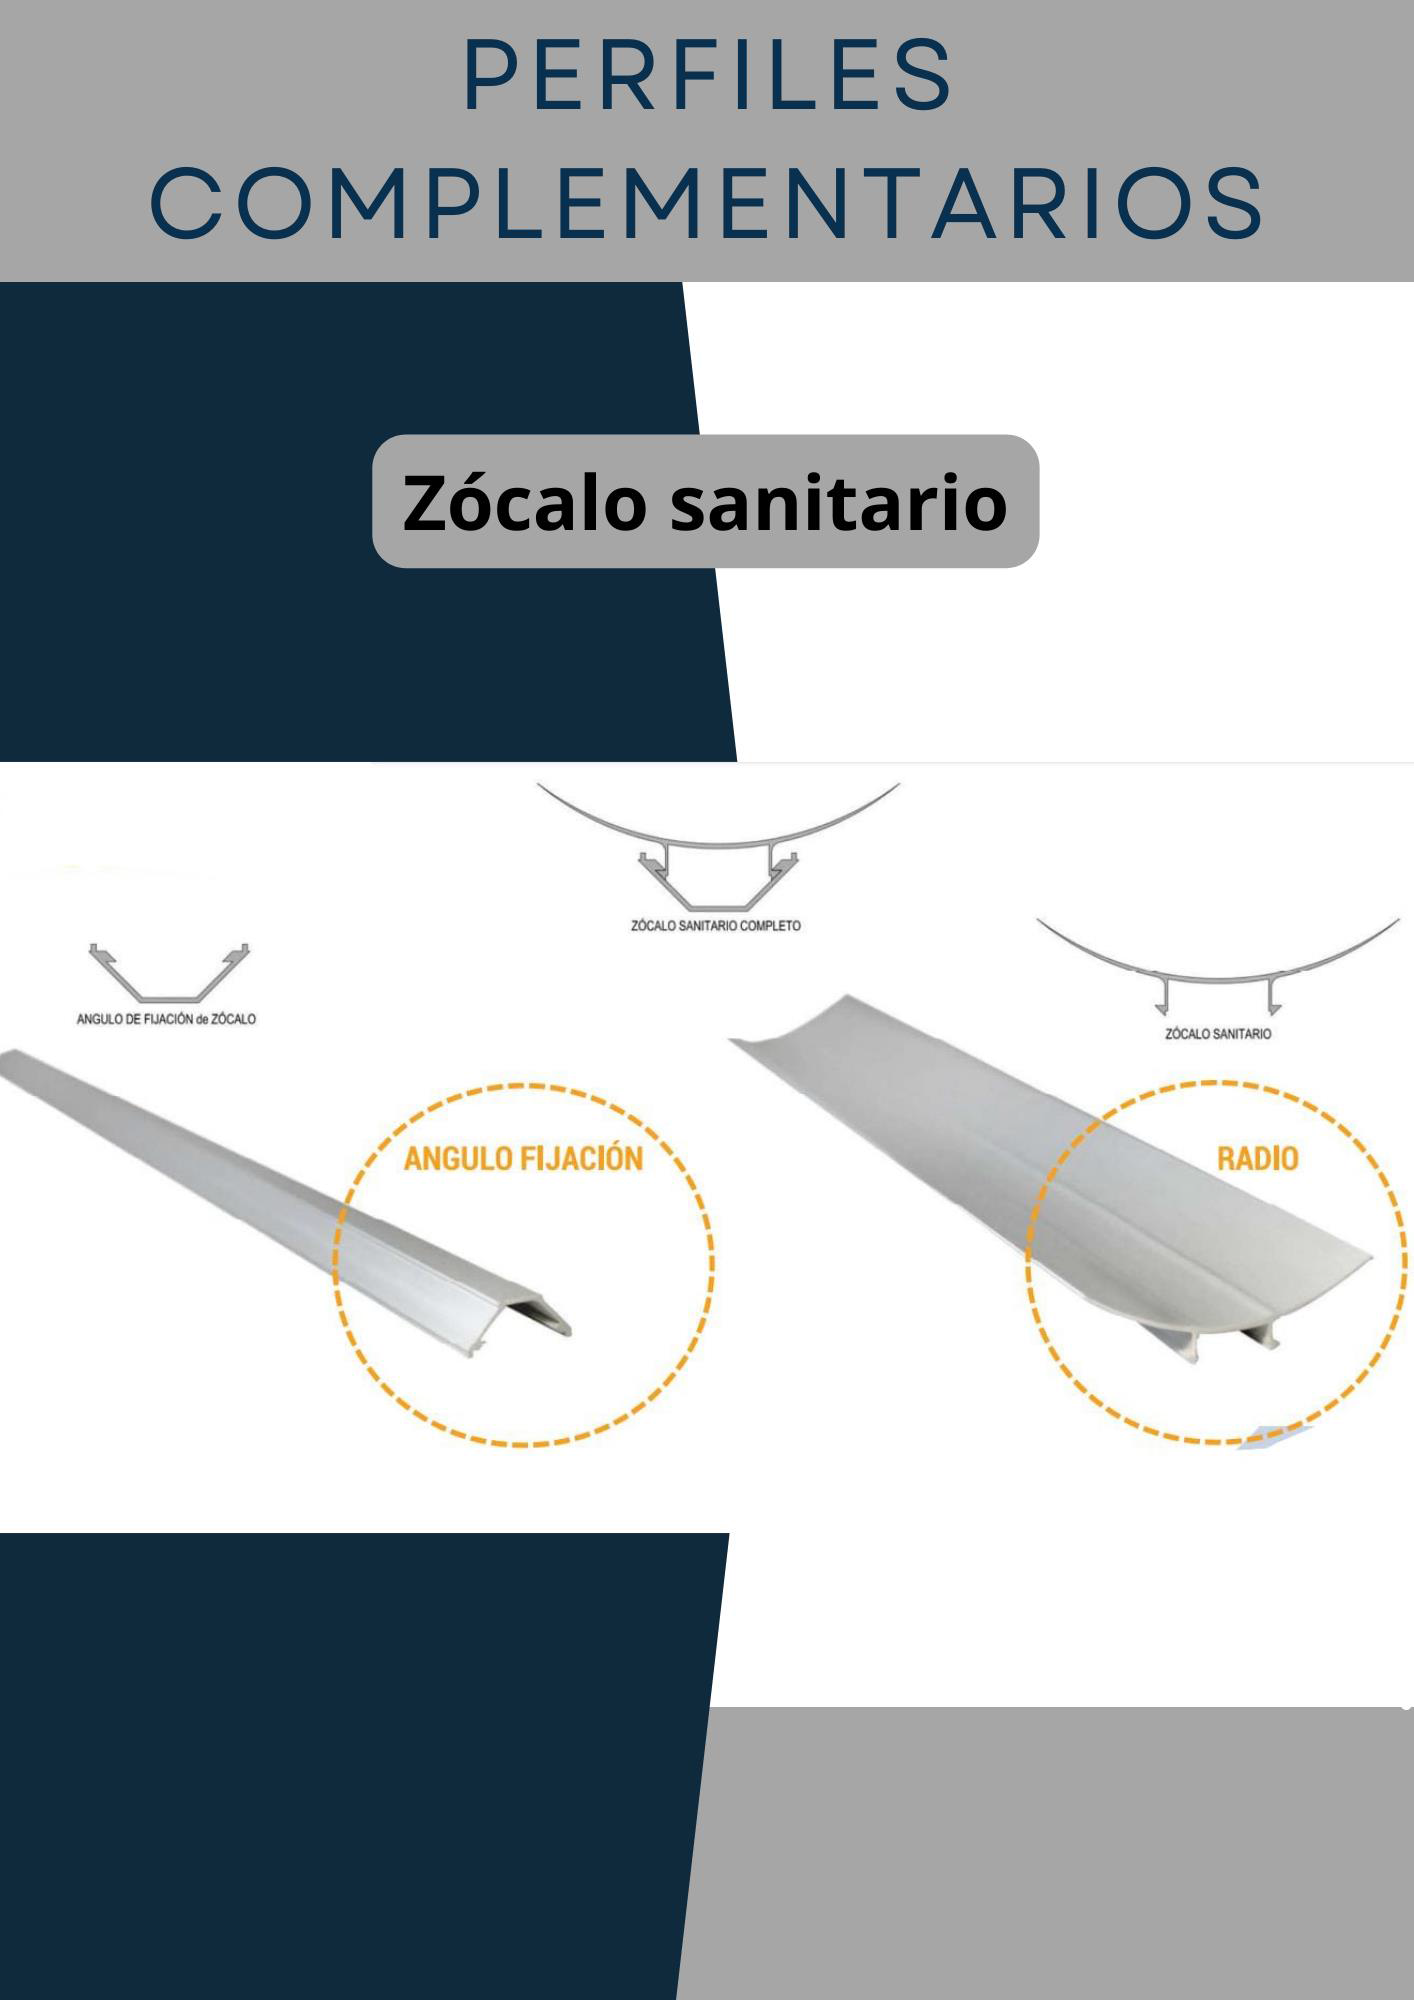 PERFILES
COMPLEMENTARIOS
Zócalo sanitario
ZÓCALO SANITARIO COMPLETO
ANGULO DE FIJACIÓN de ZÓCALO
ZÓCALO SANITARIO
ANGULO FIJACIÓN
RADIO